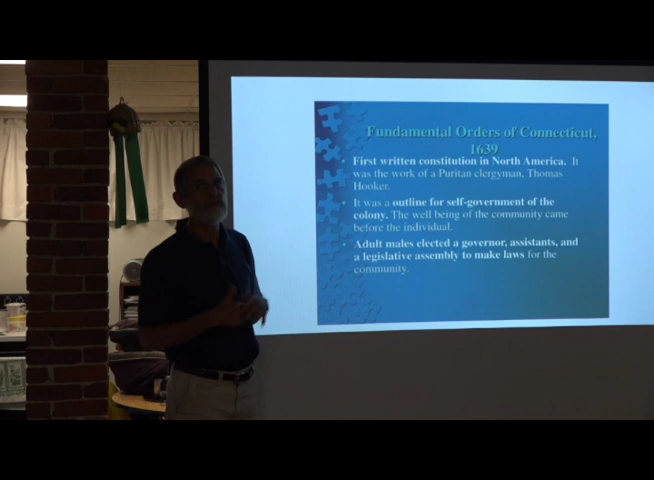 Fundamental Orders of Connecticut,
1639
• First written constitution in North America. It
was the work of a Puritan clergyman, Thomas
Hooker.
• It was a outline for self-government of the
colony. The well being of the community came
before the individual.
• Adult males elected a governor, assistants, and
a legislative assembly to make laws for the
community.